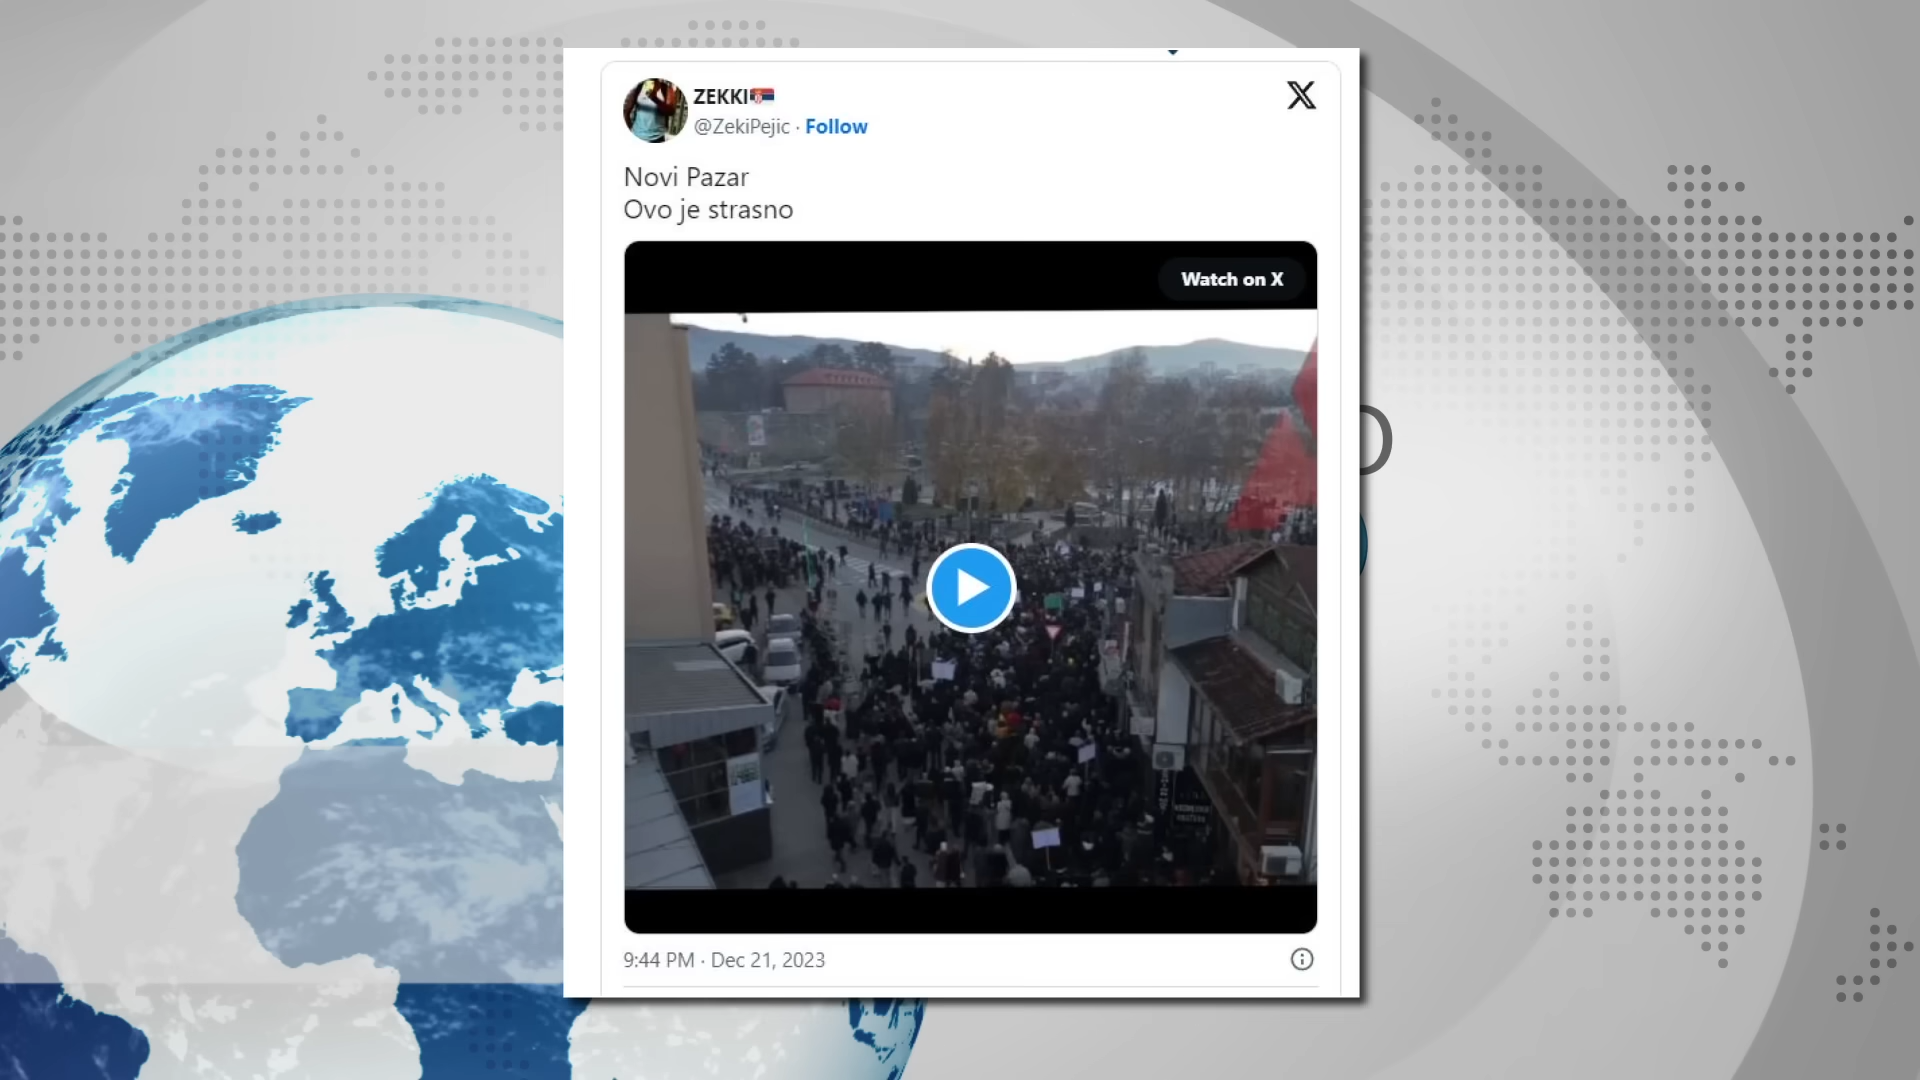 ZEKKI
@ZekiPejic · Follow
Novi Pazar
Ovo je strasno
Watch on X
9:44 PM · Dec 21, 2023